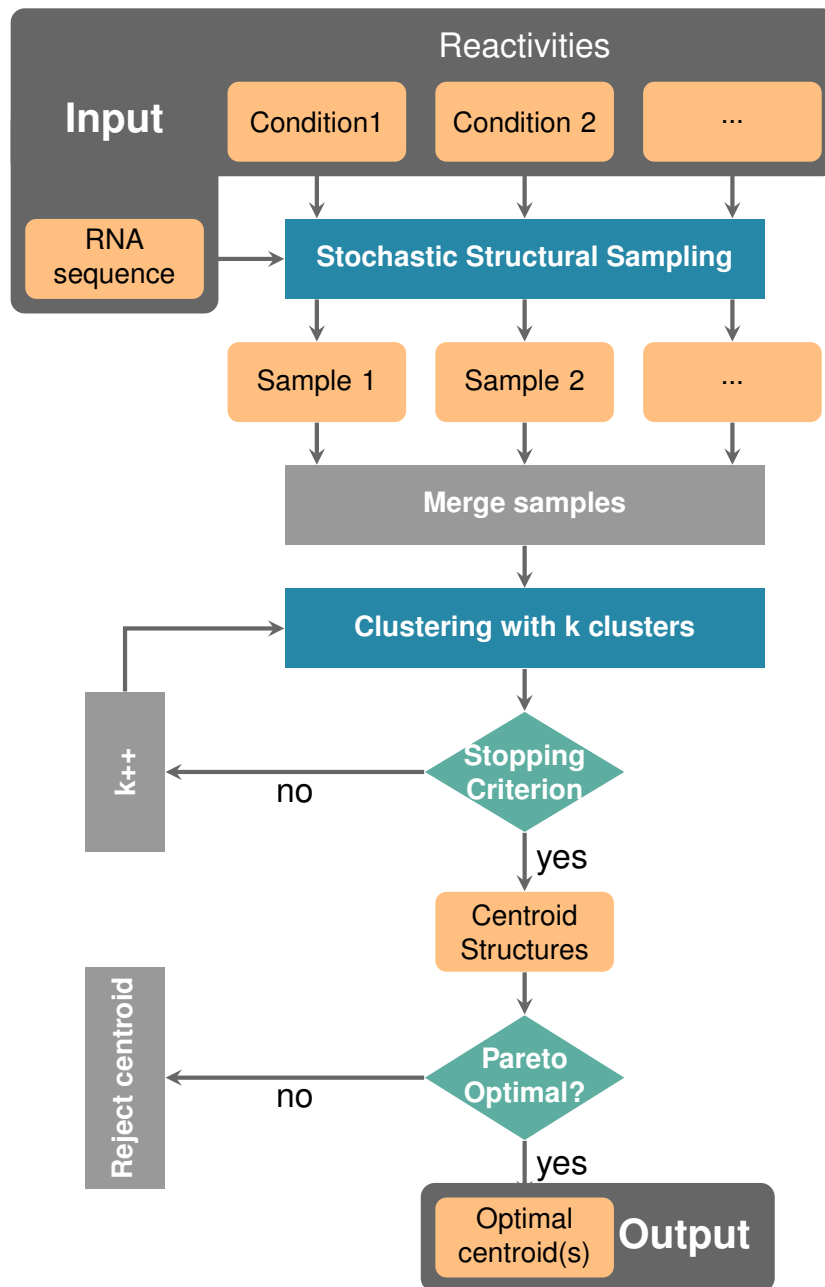 Reactivities
Input
Condition1
Condition 2
...
RNA
sequence
Stochastic Structural Sampling
Sample 1
Sample 2
...
Merge samples
Clustering with k clusters
k++
no
Stopping
Criterion
yes
Centroid
Structures
Reject centroid
no
Pareto
Optimal?
yes
Optimal
centroid(s)
Output